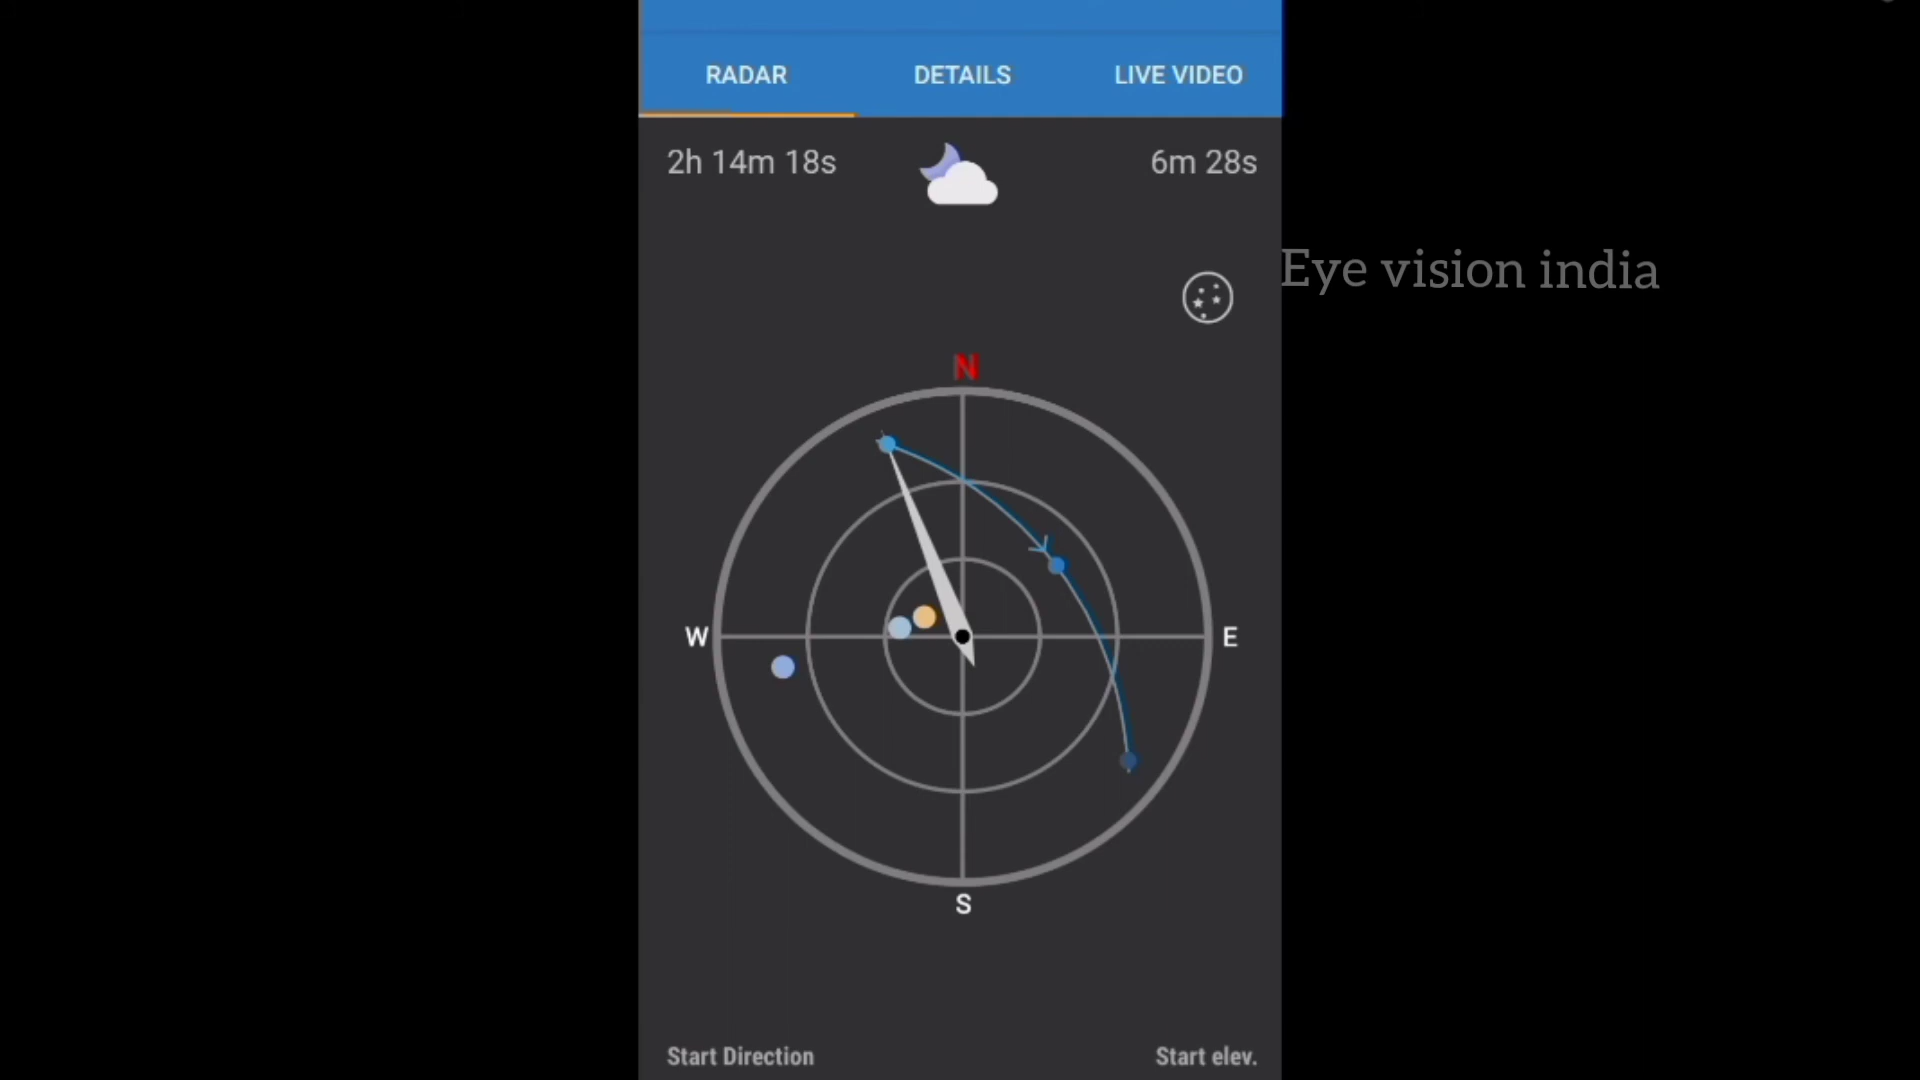 RADAR DETAILS LIVE VIDEO
2h 14m 18s 6m 28s
Eye vision india
N
W E
S
Start Direction Start elev.